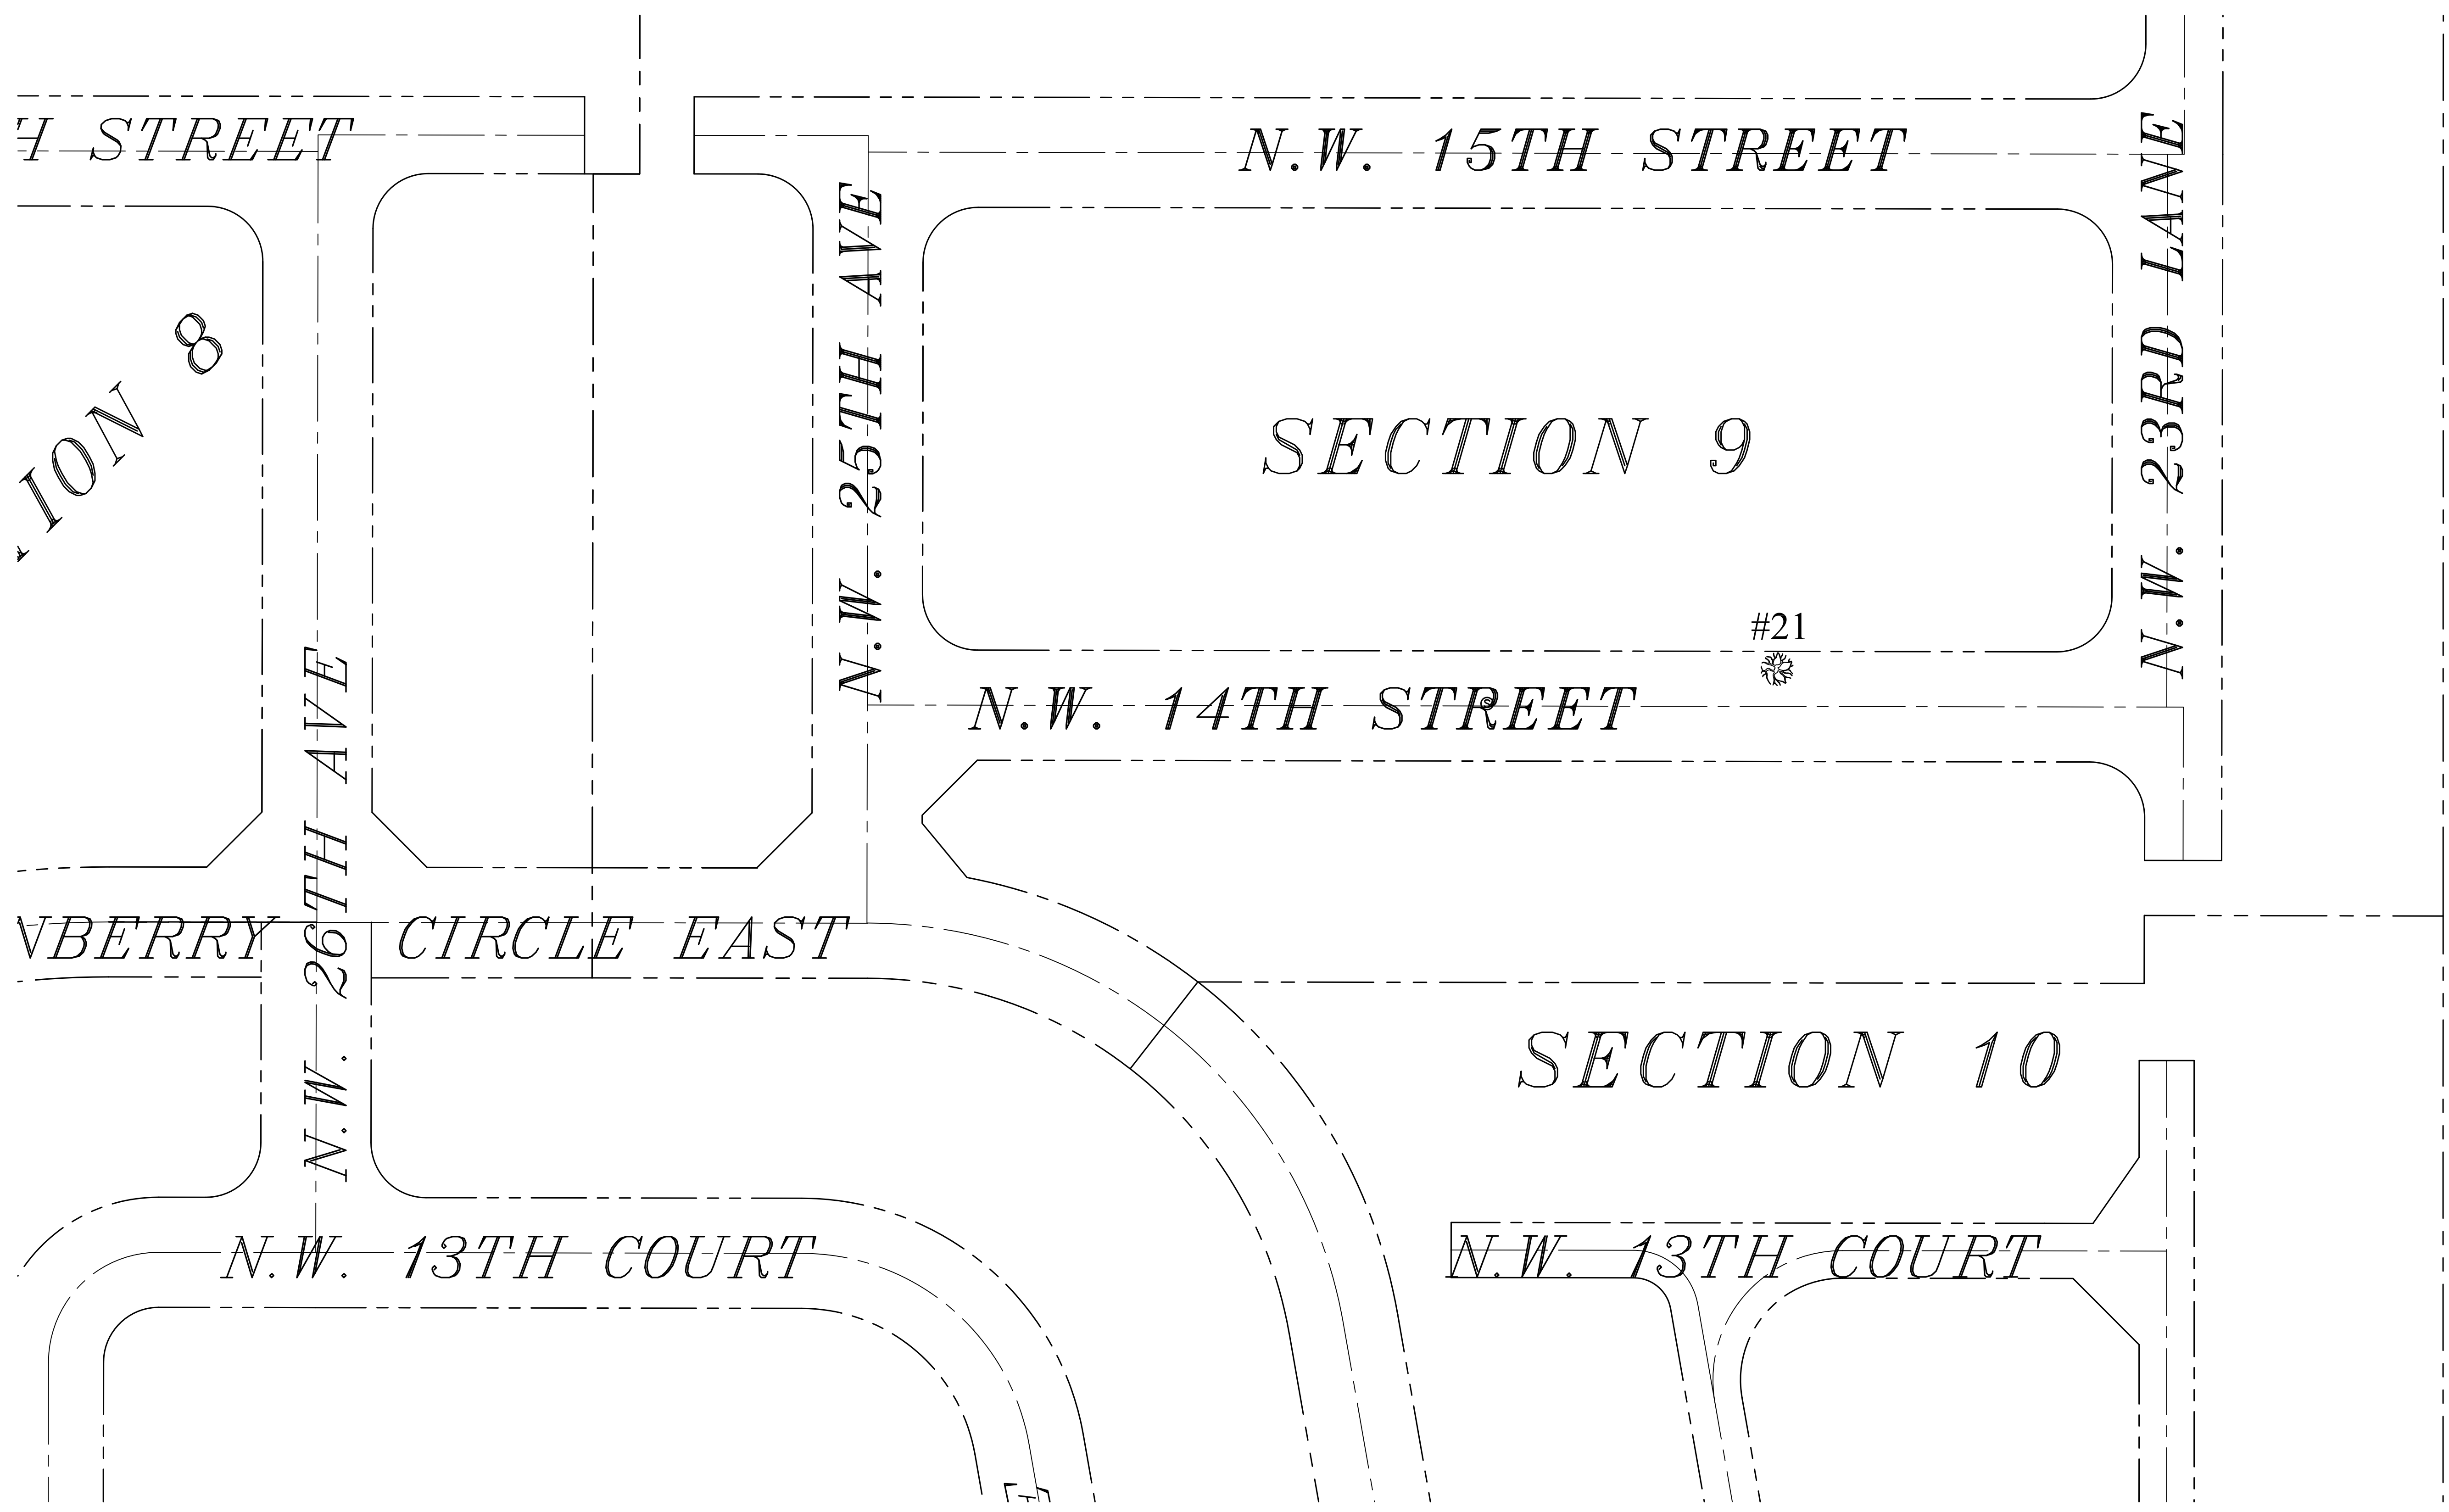 STREET
N.W. 15TH STREET
N.W. 25TH AVE
N.W. 23RD LANE
8
SECTION 9
#21
N.W. 14TH STREET
N.W. 26TH AVE
CIRCLE EAST
SECTION 10
N.W. 13TH COURT
N.W. 13TH COURT